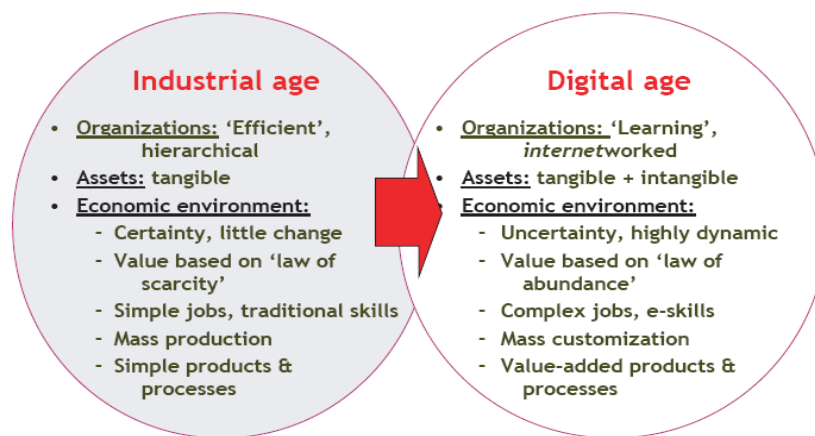 Industrial age
• Organizations: ‘Efficient’,
hierarchical
• Assets: tangible
• Economic environment:
– Certainty, little change
– Value based on ‘law of
scarcity’
– Simple jobs, traditional skills
– Mass production
– Simple products &
processes
Digital age
• Organizations: ‘Learning’,
internetworked
• Assets: tangible + intangible
• Economic environment:
– Uncertainty, highly dynamic
– Value based on ‘law of
abundance’
– Complex jobs, e-skills
– Mass customization
– Value-added products &
processes